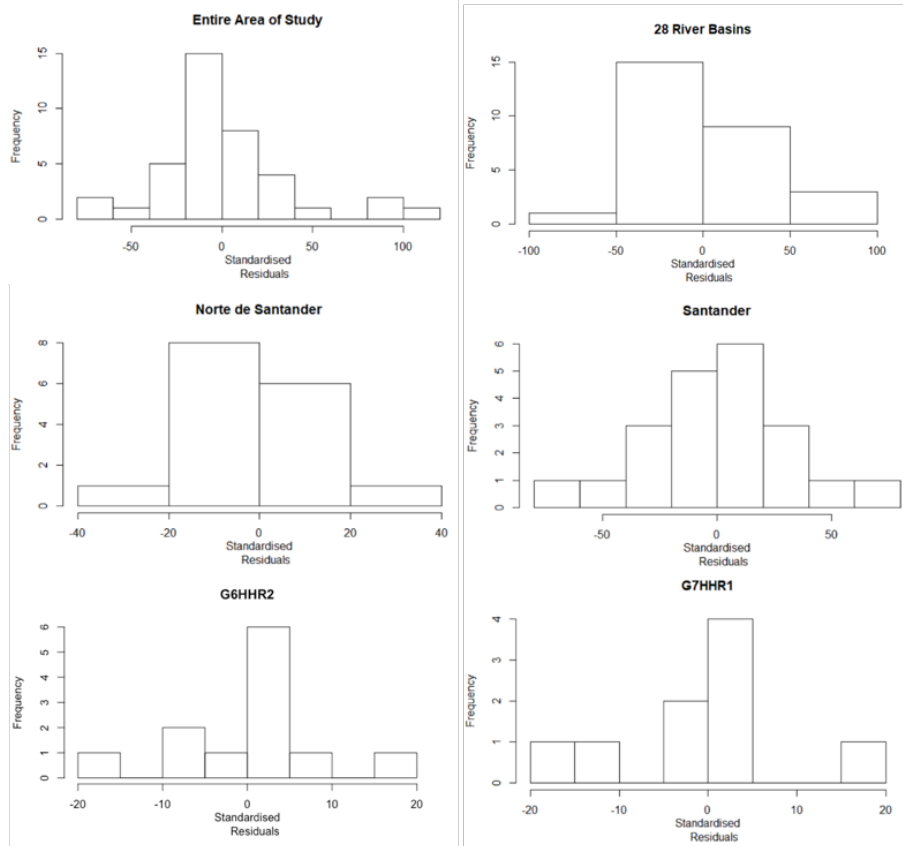 Entire Area of Study
Frequency
15
10
5
0
-50
0
50
100
Standardised
Residuals
28 River Basins
Frequency
15
10
5
0
-100
-50
0
50
100
Standardised
Residuals
Norte de Santander
Frequency
8
6
4
2
0
-40
-20
0
20
40
Standardised
Residuals
Santander
Frequency
6
5
4
3
2
1
0
-50
0
50
Standardised
Residuals
G6HHR2
Frequency
6
5
4
3
2
1
0
-20
-10
0
10
20
Standardised
Residuals
G7HHR1
Frequency
4
3
2
1
0
-20
-10
0
10
20
Standardised
Residuals